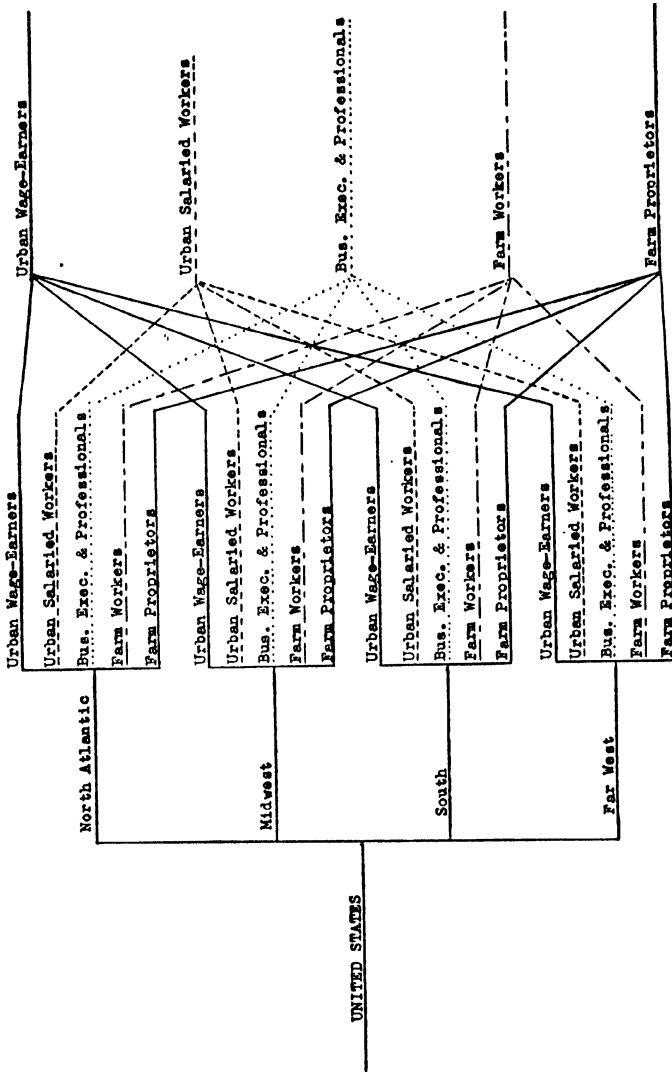 UNITED STATES
North Atlantic
Midwest
South
Far West
Urban Wage-Earners
Urban Salaried Workers
Bus. Exec. & Professionals
Farm Workers
Farm Proprietors
Urban Wage-Earners
Urban Salaried Workers
Bus. Exec. & Professionals
Farm Workers
Farm Proprietors
Urban Wage-Earners
Urban Salaried Workers
Bus. Exec. & Professionals
Farm Workers
Farm Proprietors
Urban Wage-Earners
Urban Salaried Workers
Bus. Exec. & Professionals
Farm Workers
Farm Proprietors
Urban Wage-Earners
Urban Salaried Workers
Bus. Exec. & Professionals
Farm Workers
Farm Proprietors